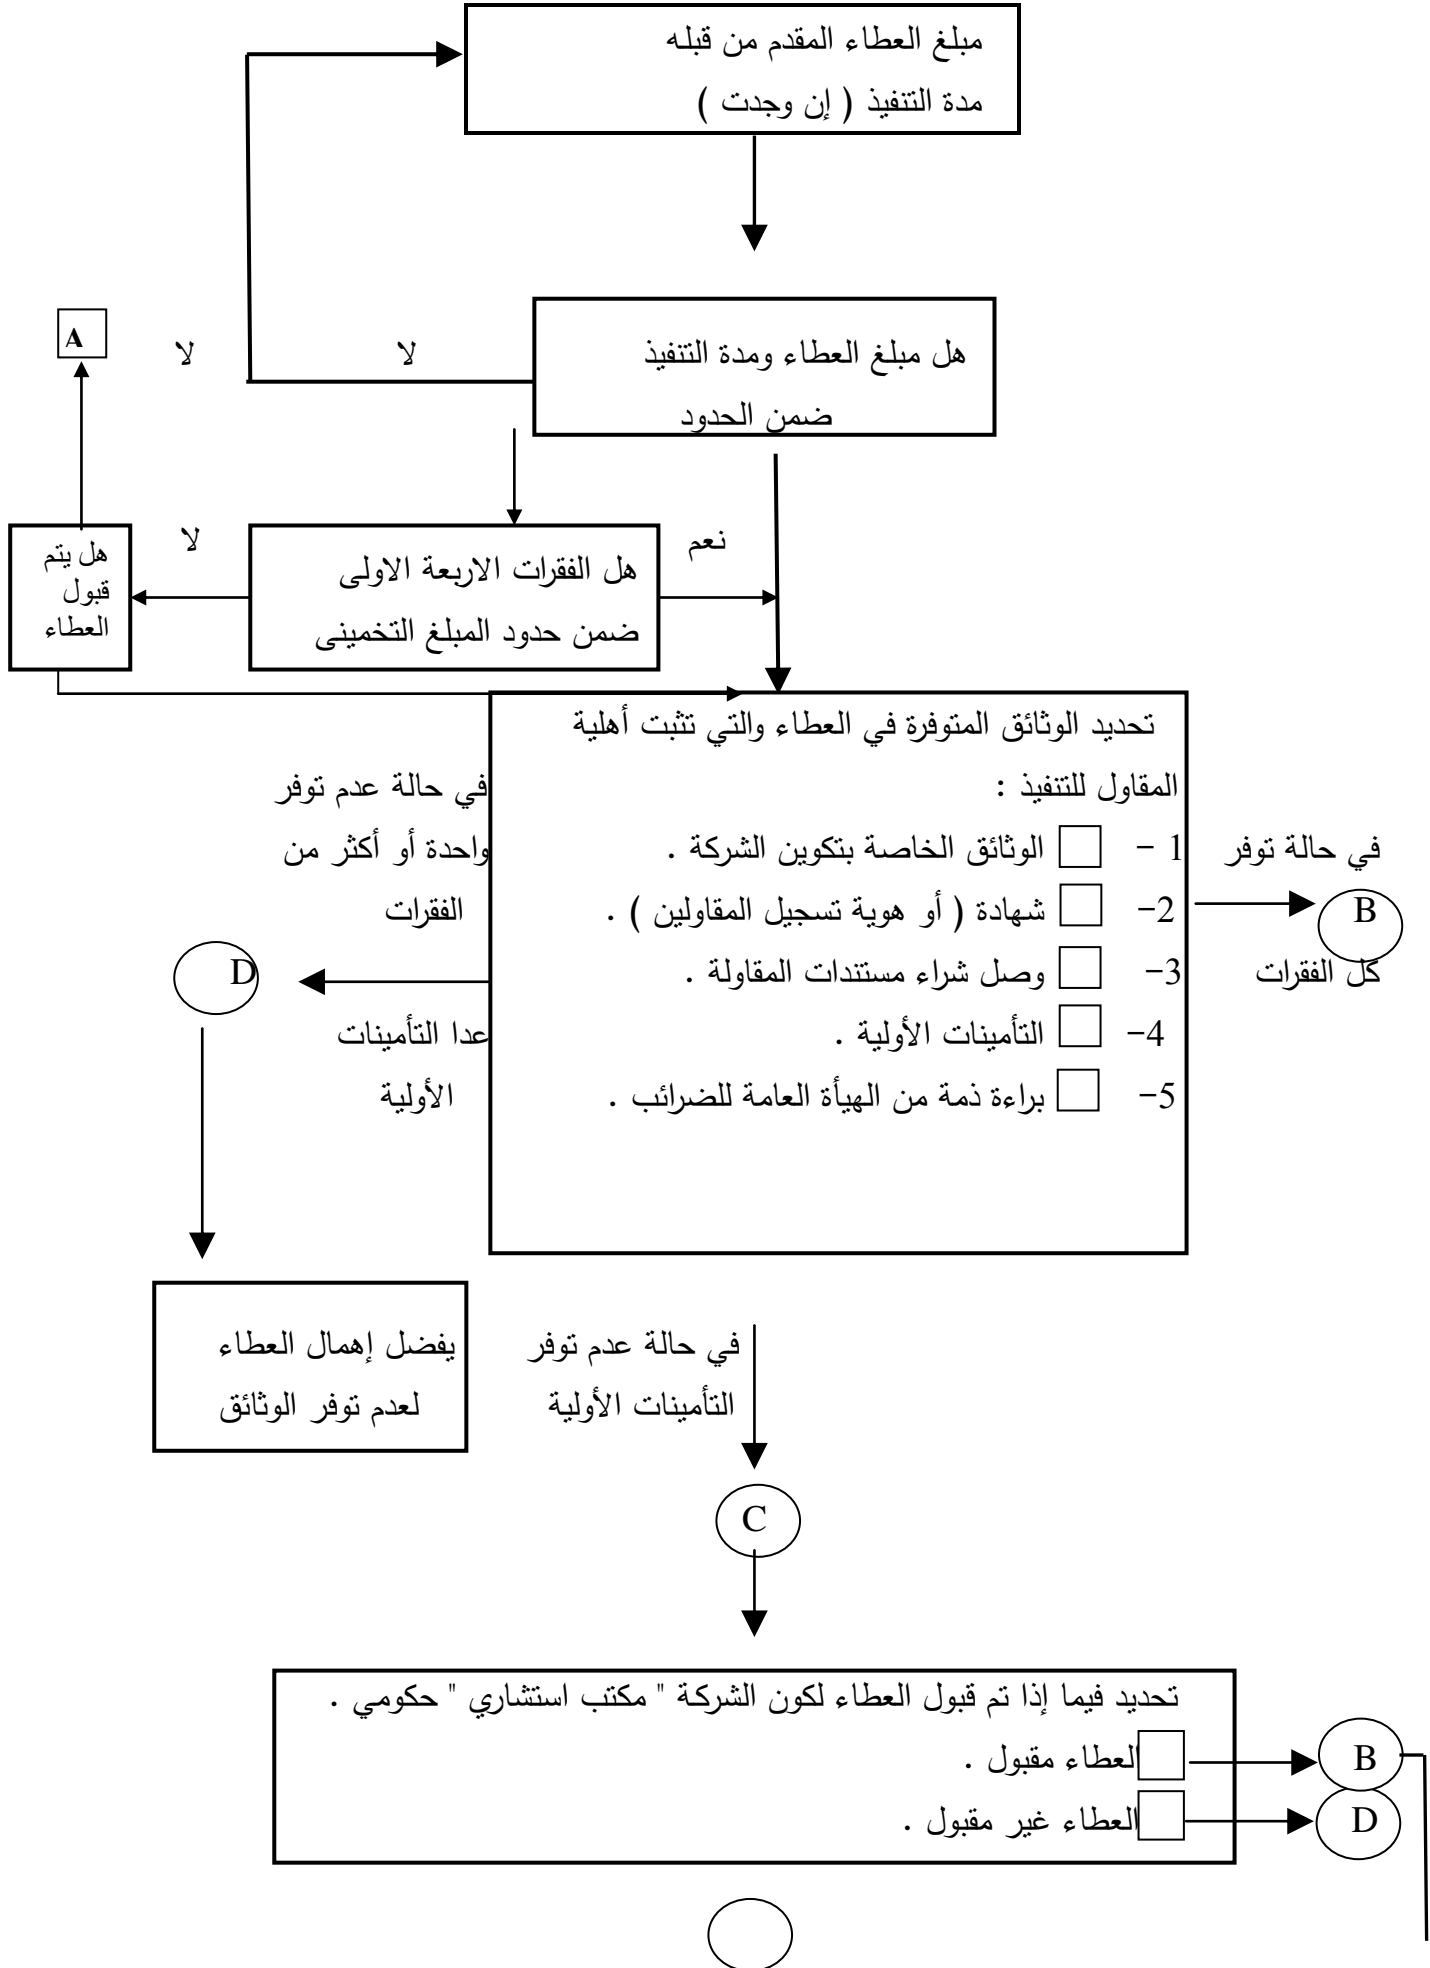 مبلغ العطاء المقدم من قبله
مدة التنفيذ ( إن وجدت )
هل مبلغ العطاء ومدة التنفيذ
ضمن الحدود
لا
لا
A
هل الفقرات الاربعة الاولى
ضمن حدود المبلغ التخمينى
نعم
لا
هل يتم
قبول
العطاء
تحديد الوثائق المتوفرة في العطاء والتي تثبت أهلية
المقاول للتنفيذ :
1 - الوثائق الخاصة بتكوين الشركة .
2- شهادة ( أو هوية تسجيل المقاولين ) .
3- وصل شراء مستندات المقاولة .
4- التأمينات الأولية .
5- براءة ذمة من الهيأة العامة للضرائب .
في حالة توفر
B
كل الفقرات
في حالة عدم توفر
واحدة أو أكثر من
الفقرات
D
عدا التأمينات
الأولية
يفضل إهمال العطاء
لعدم توفر الوثائق
في حالة عدم توفر
التأمينات الأولية
C
تحديد فيما إذا تم قبول العطاء لكون الشركة " مكتب استشاري " حكومي .
العطاء مقبول .
B
العطاء غير مقبول .
D